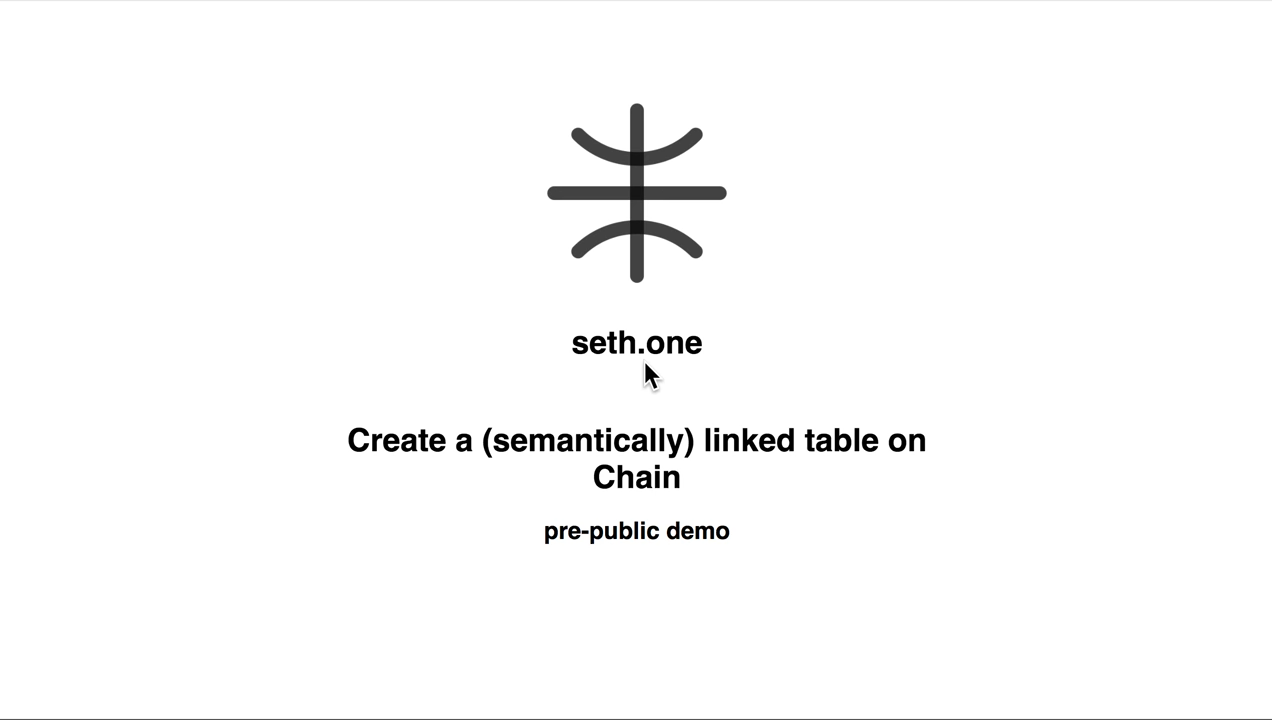 seth.one
Create a (semantically) linked table on
Chain
pre-public demo